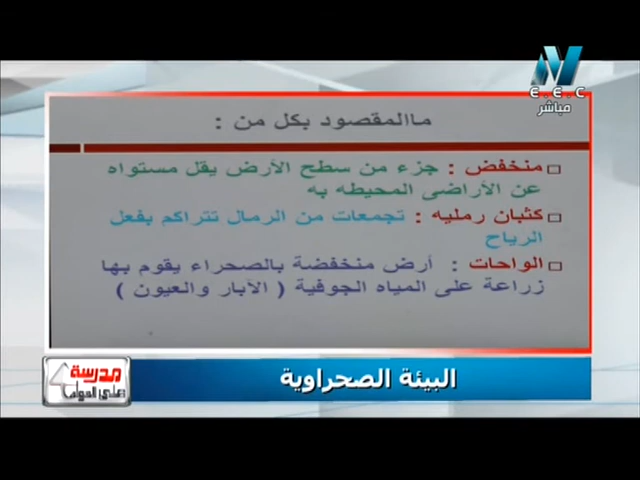 E.E.C
مباشر
ماالمقصود بكل من :
منخفض : جزء من سطح الأرض يقل مستواه
عن الأراضى المحيطه به
كثبان رمليه : تجمعات من الرمال تتراكم بفعل
الرياح
الواحات : أرض منخفضة بالصحراء يقوم بها
زراعة على المياه الجوفية ( الآبار والعيون )
البيئة الصحراوية
مدرسة
على الهواء